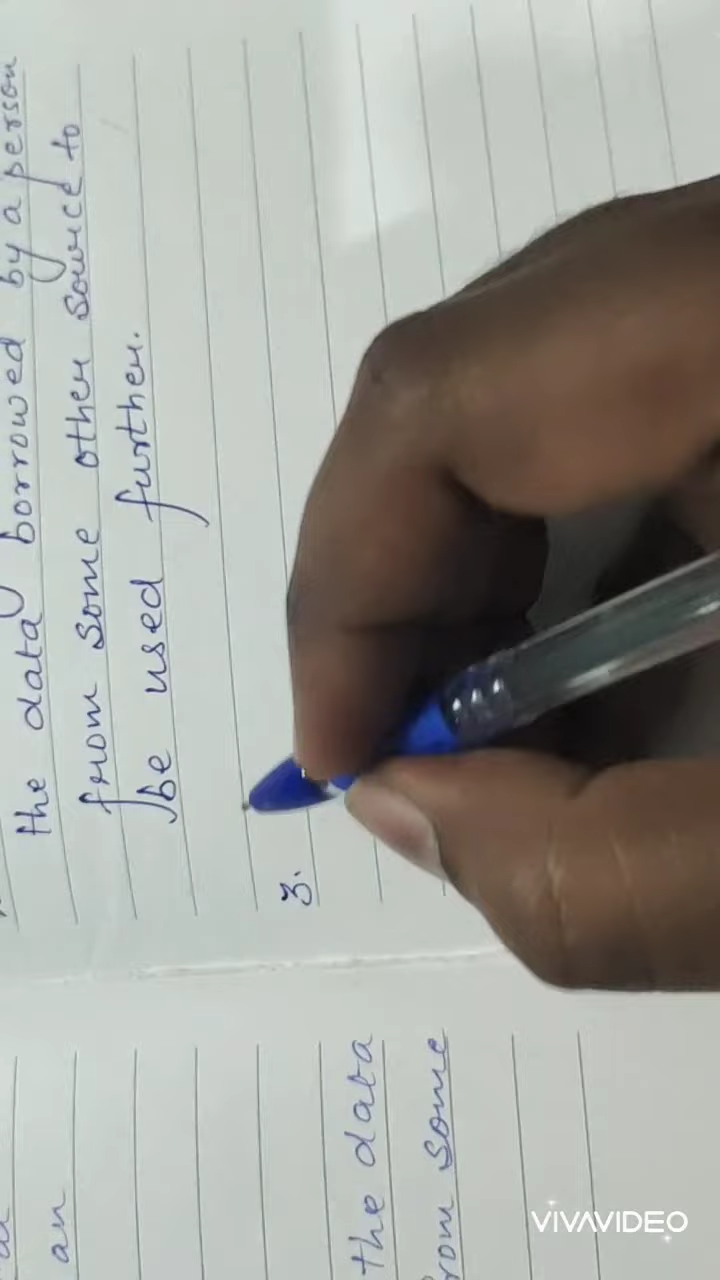 the data borrowed by a person
from some other source to
be used further.
3.
an
the data
rom some
VIVAVIDEO